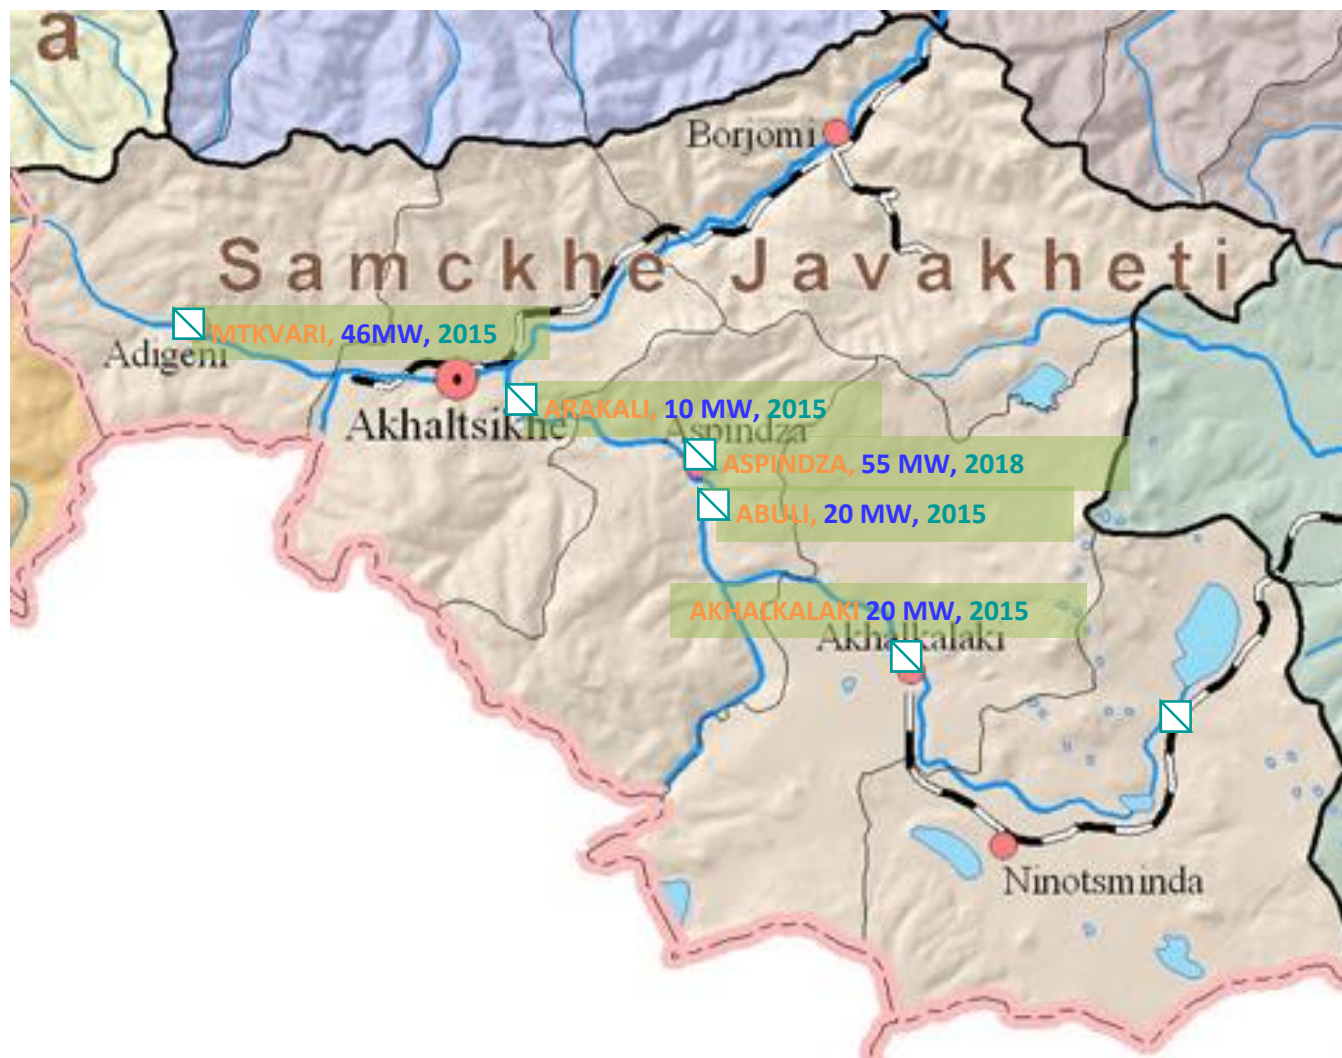 a
Borjomi
Samckhe Javakheti
MTKVARI, 46MW, 2015
Adigeni
ARAKALI, 10 MW, 2015
Akhaltsikhe
Aspindza
ASPINDZA, 55 MW, 2018
ABULI, 20 MW, 2015
AKHALKALAKI 20 MW, 2015
Akhalkalaki
Ninotsminda